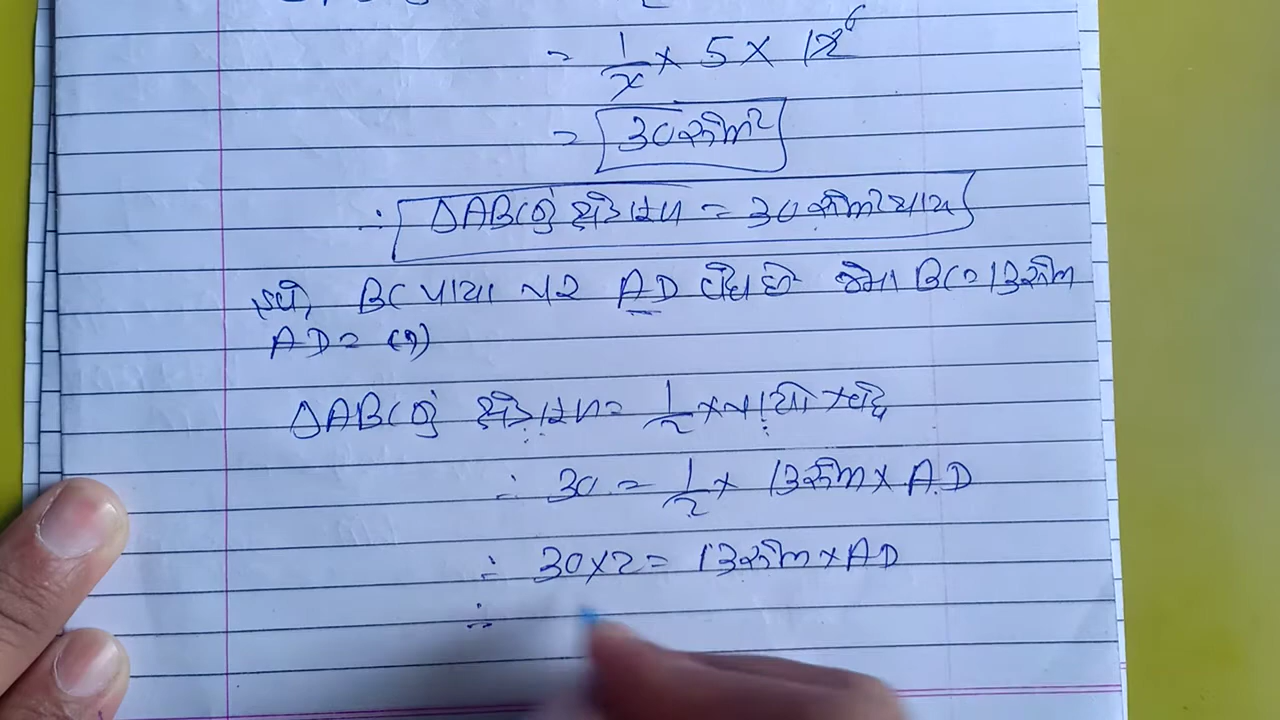 = 1/2 × 5 × 12 6
= 30 સેમી²
∴ ΔABC નું ક્ષેત્રફળ = 30 સેમી² થાય
હવે, BC પાયા પર AD વેધ છે જેમાં BC = 13 સેમી
AD = (?)
ΔABC નું ક્ષેત્રફળ = 1/2 × પાયો × વેધ
∴ 30 = 1/2 × 13 સેમી × AD
∴ 30 × 2 = 13 સેમી × AD
∴